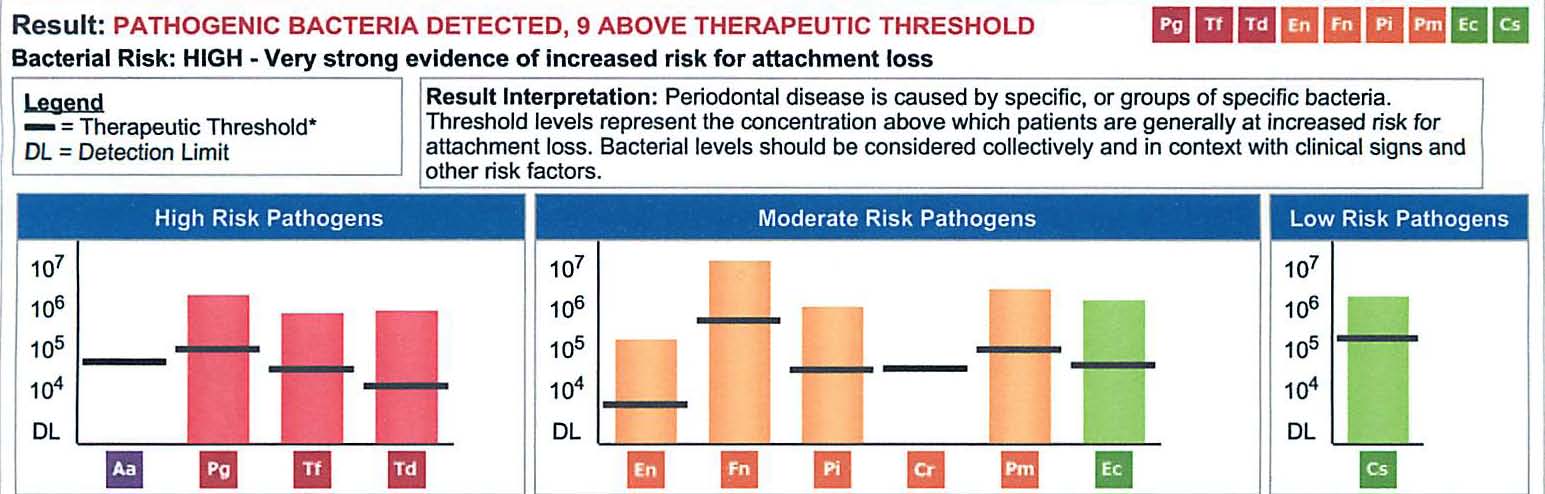 Result: PATHOGENIC BACTERIA DETECTED, 9 ABOVE THERAPEUTIC THRESHOLD
Pg Tf Td En Fn Pi Pm Ec Cs
Bacterial Risk: HIGH - Very strong evidence of increased risk for attachment loss
Legend
= Therapeutic Threshold*
DL = Detection Limit
Result Interpretation: Periodontal disease is caused by specific, or groups of specific bacteria.
Threshold levels represent the concentration above which patients are generally at increased risk for
attachment loss. Bacterial levels should be considered collectively and in context with clinical signs and
other risk factors.
High Risk Pathogens
10⁷
10⁶
10⁵
10⁴
DL
Aa Pg Tf Td
Moderate Risk Pathogens
10⁷
10⁶
10⁵
10⁴
DL
En Fn Pi Cr Pm Ec
Low Risk Pathogens
10⁷
10⁶
10⁵
10⁴
DL
Cs